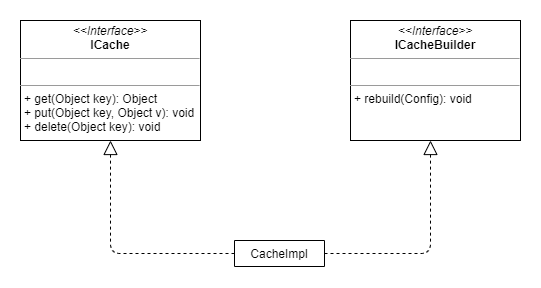 <<Interface>>
ICache
+ get(Object key): Object
+ put(Object key, Object v): void
+ delete(Object key): void
<<Interface>>
ICacheBuilder
+ rebuild(Config): void
CacheImpl